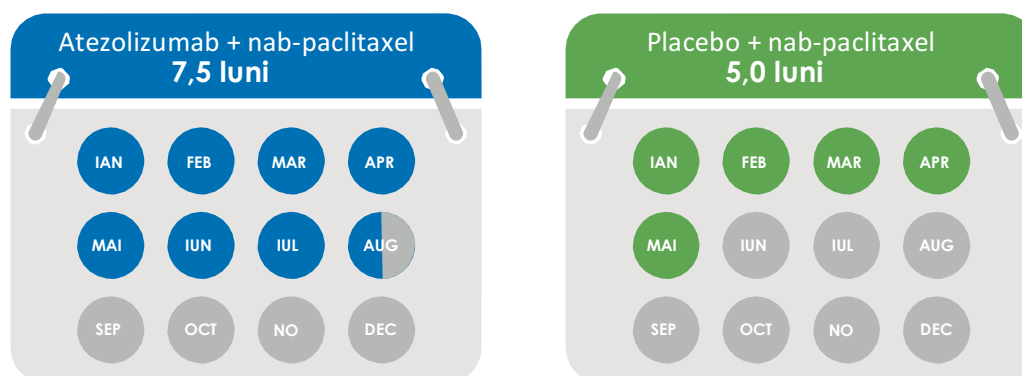 Atezolizumab + nab-paclitaxel
7,5 luni
IAN FEB MAR APR
MAI IUN IUL AUG
SEP OCT NO DEC
Placebo + nab-paclitaxel
5,0 luni
IAN FEB MAR APR
MAI IUN IUL AUG
SEP OCT NO DEC